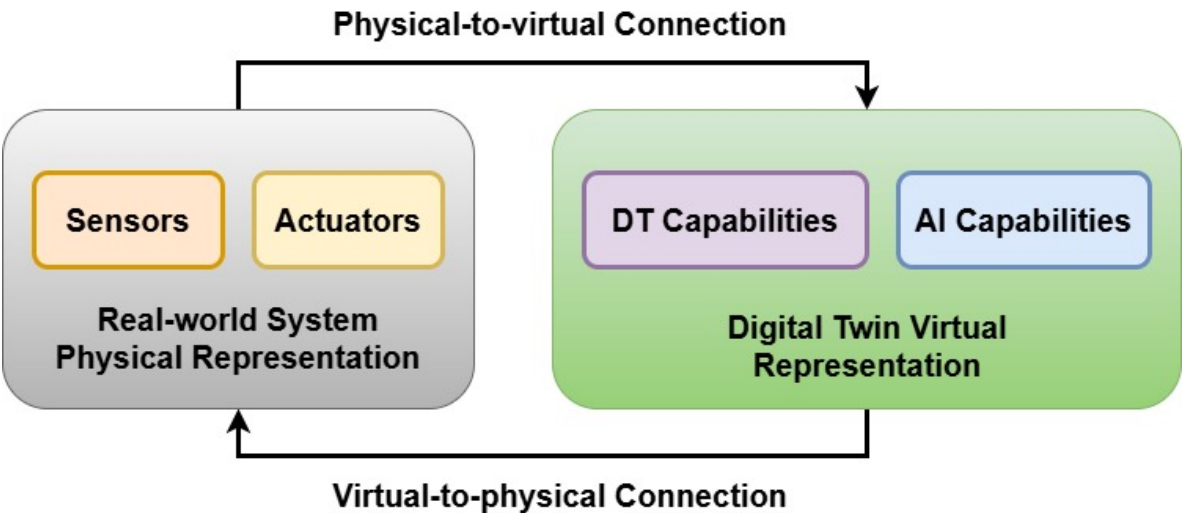 Physical-to-virtual Connection
Sensors
Actuators
Real-world System
Physical Representation
DT Capabilities
AI Capabilities
Digital Twin Virtual
Representation
Virtual-to-physical Connection